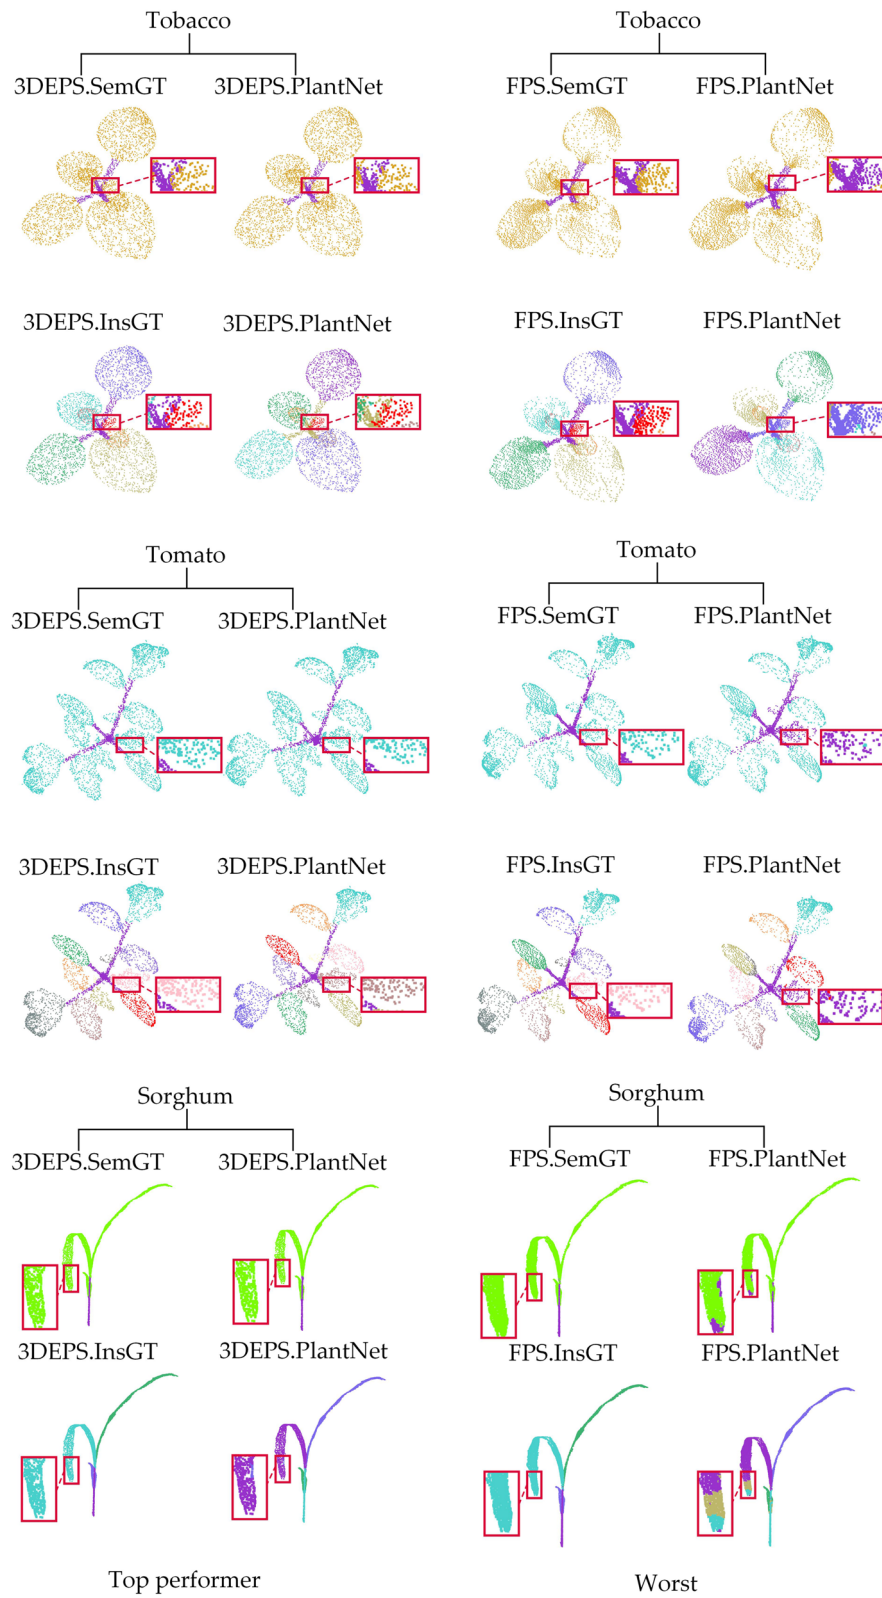 Tobacco
Tobacco
3DEPS.SemGT
3DEPS.PlantNet
FPS.SemGT
FPS.PlantNet
3DEPS.InsGT
3DEPS.PlantNet
FPS.InsGT
FPS.PlantNet
Tomato
Tomato
3DEPS.SemGT
3DEPS.PlantNet
FPS.SemGT
FPS.PlantNet
3DEPS.InsGT
3DEPS.PlantNet
FPS.InsGT
FPS.PlantNet
Sorghum
Sorghum
3DEPS.SemGT
3DEPS.PlantNet
FPS.SemGT
FPS.PlantNet
3DEPS.InsGT
3DEPS.PlantNet
FPS.InsGT
FPS.PlantNet
Top performer
Worst